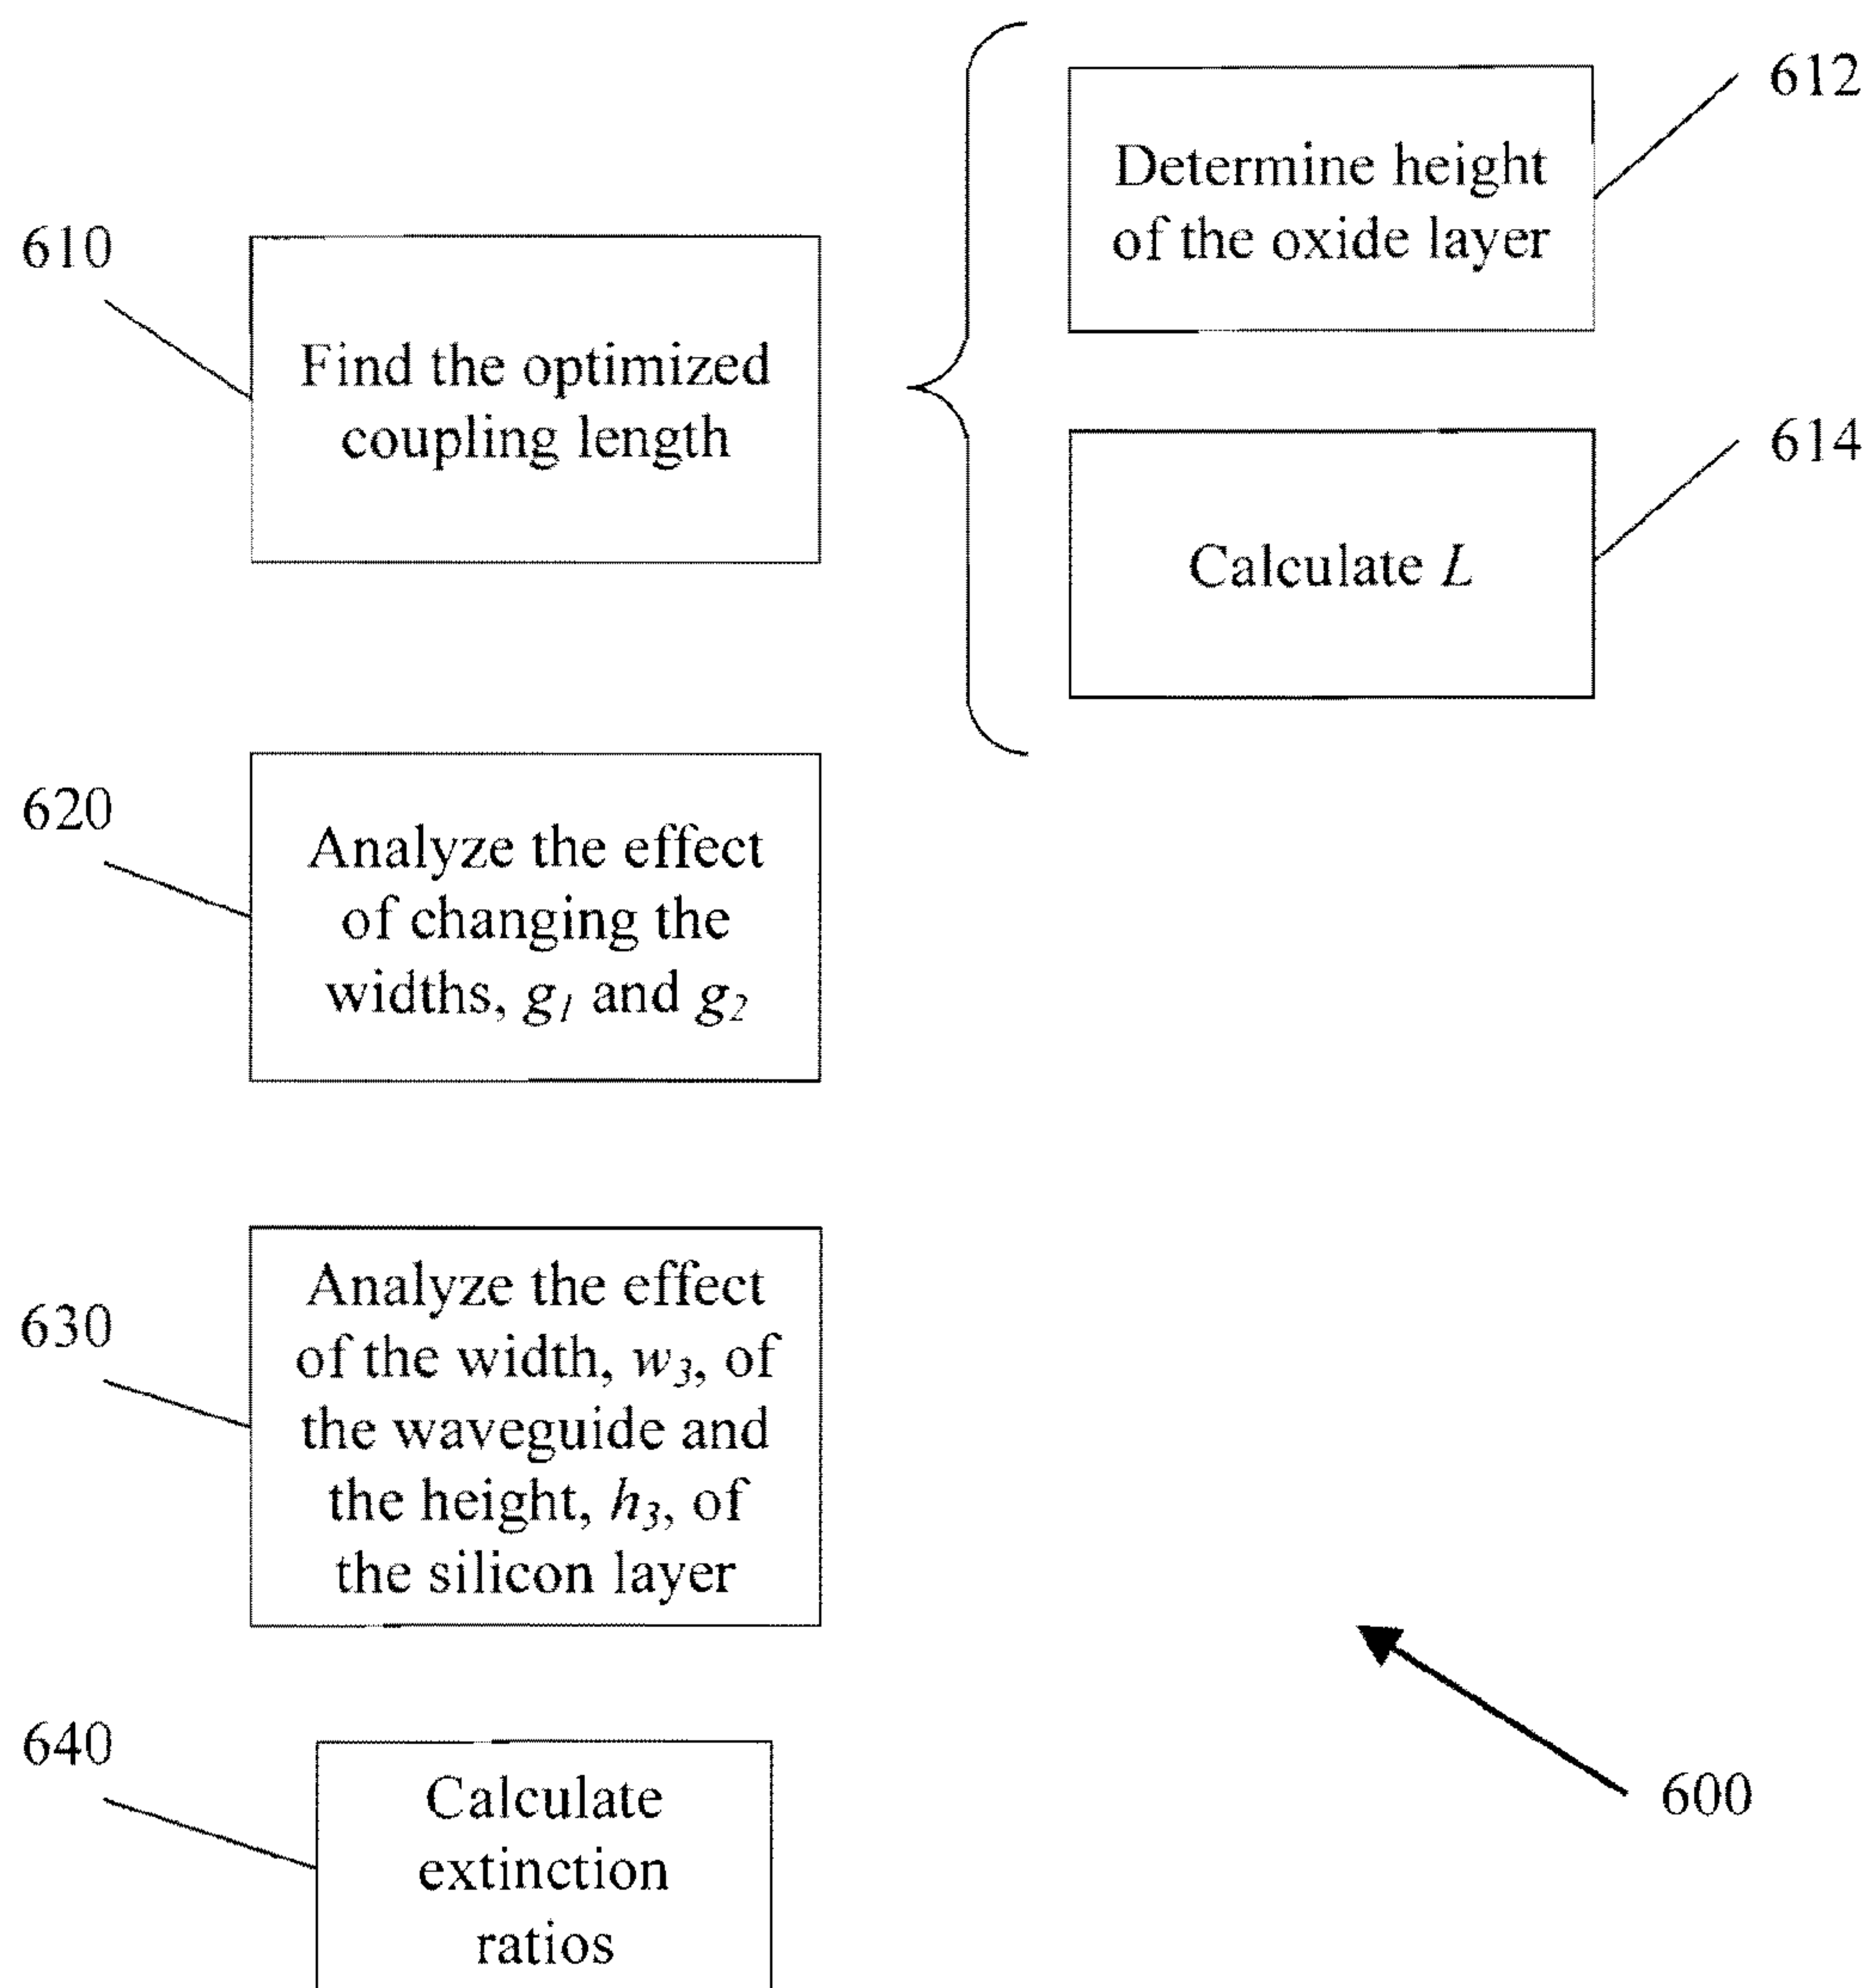 612
Determine height
of the oxide layer
610
Find the optimized
coupling length
614
Calculate L
620
Analyze the effect
of changing the
widths, g₁ and g₂
630
Analyze the effect
of the width, w₃, of
the waveguide and
the height, h₃, of
the silicon layer
640
Calculate
extinction
ratios
600